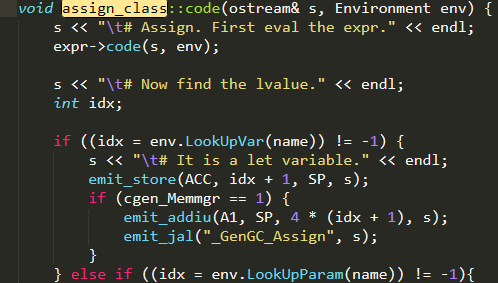 void assign_class::code(ostream& s, Environment env) {
    s << "\t# Assign. First eval the expr." << endl;
    expr->code(s, env);

    s << "\t# Now find the lvalue." << endl;
    int idx;

    if ((idx = env.LookUpVar(name)) != -1) {
        s << "\t# It is a let variable." << endl;
        emit_store(ACC, idx + 1, SP, s);
        if (cgen_Memmgr == 1) {
            emit_addiu(A1, SP, 4 * (idx + 1), s);
            emit_jal("_GenGC_Assign", s);
        }
    } else if ((idx = env.LookUpParam(name)) != -1){